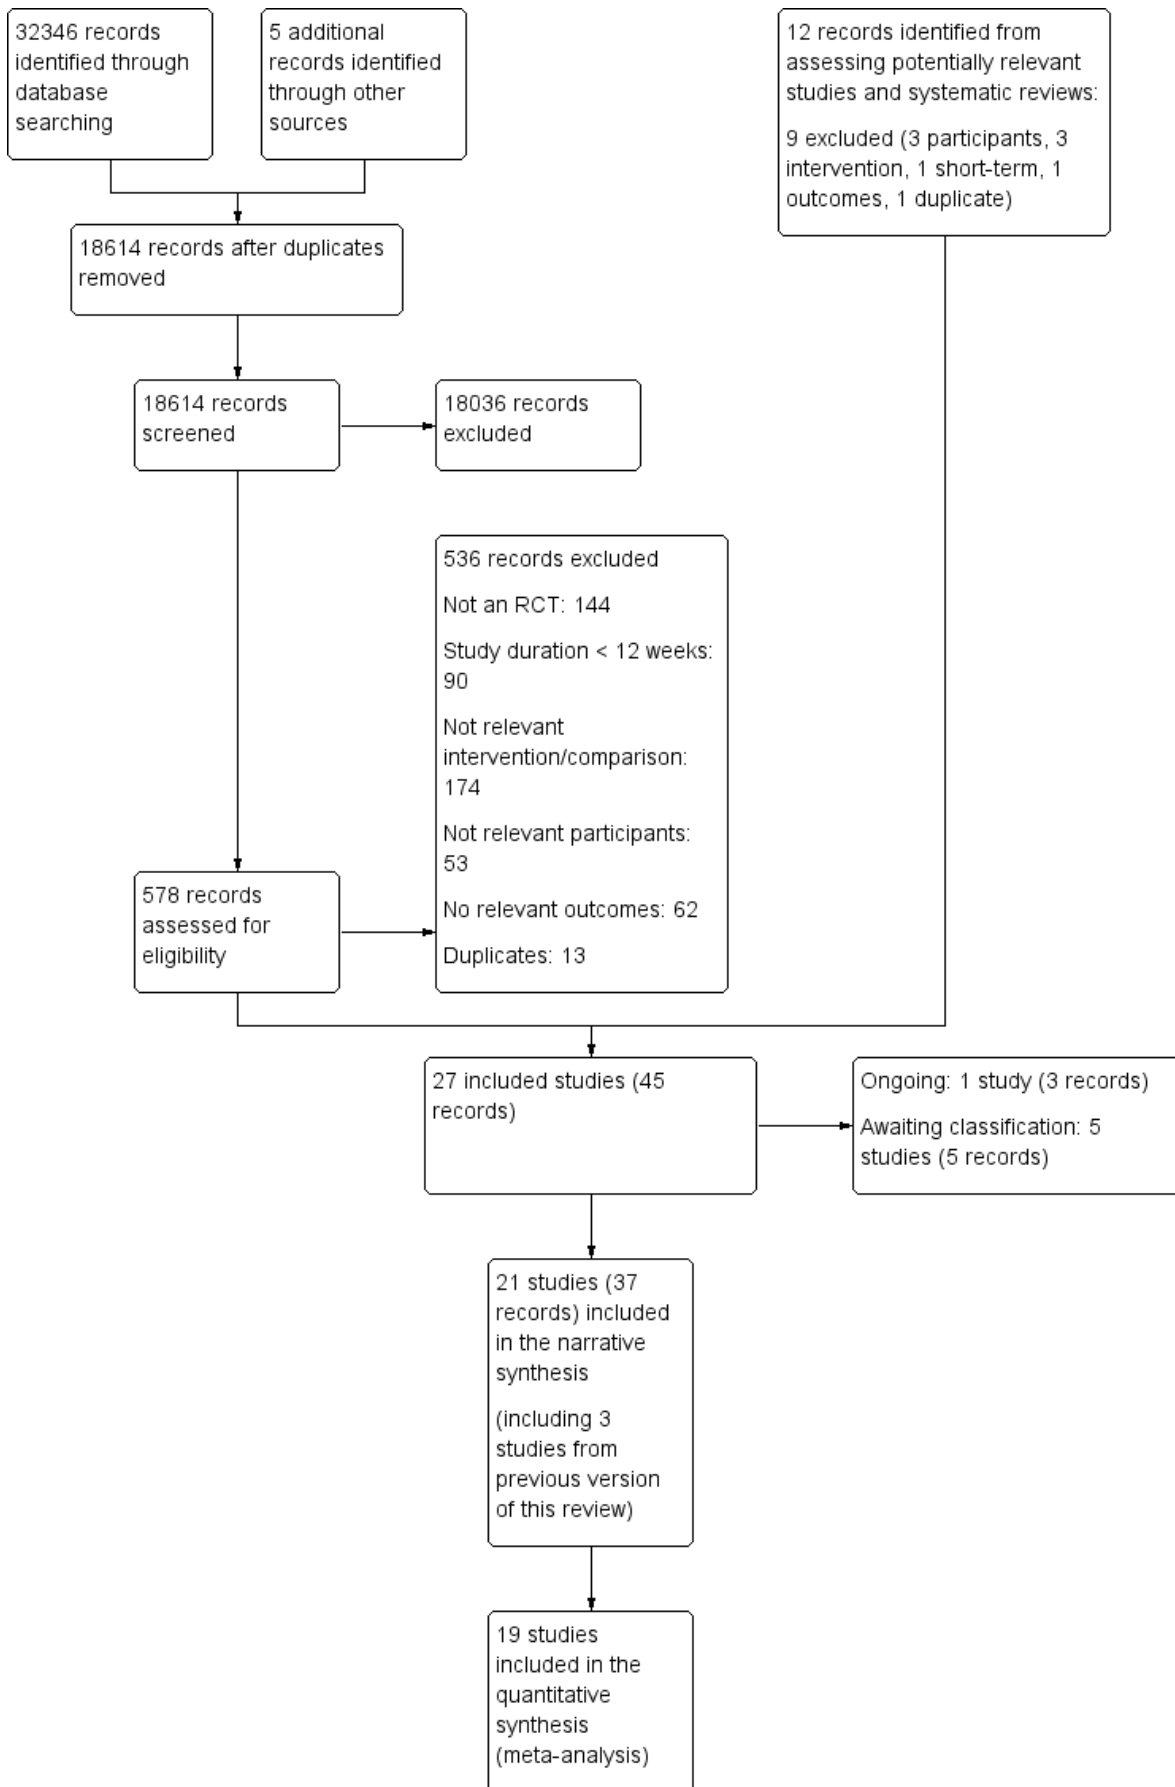 32346 records
identified through
database
searching
5 additional
records identified
through other
sources
12 records identified from
assessing potentially relevant
studies and systematic reviews:
9 excluded (3 participants, 3
intervention, 1 short-term, 1
outcomes, 1 duplicate)
18614 records after duplicates
removed
18614 records
screened
18036 records
excluded
536 records excluded
Not an RCT: 144
Study duration < 12 weeks:
90
Not relevant
intervention/comparison:
174
Not relevant participants:
53
No relevant outcomes: 62
Duplicates: 13
578 records
assessed for
eligibility
27 included studies (45
records)
Ongoing: 1 study (3 records)
Awaiting classification: 5
studies (5 records)
21 studies (37
records) included
in the narrative
synthesis
(including 3
studies from
previous version
of this review)
19 studies
included in the
quantitative
synthesis
(meta-analysis)